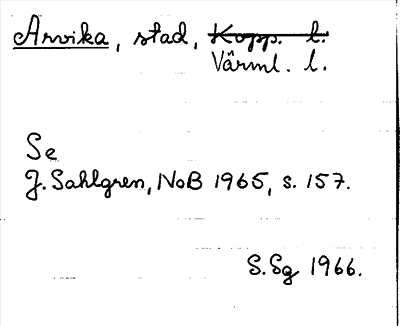 Arvika, stad, Kopp. l.
Värml. l.
Se
J. Sahlgren, NoB 1965, s. 157.
S.Sg 1966.